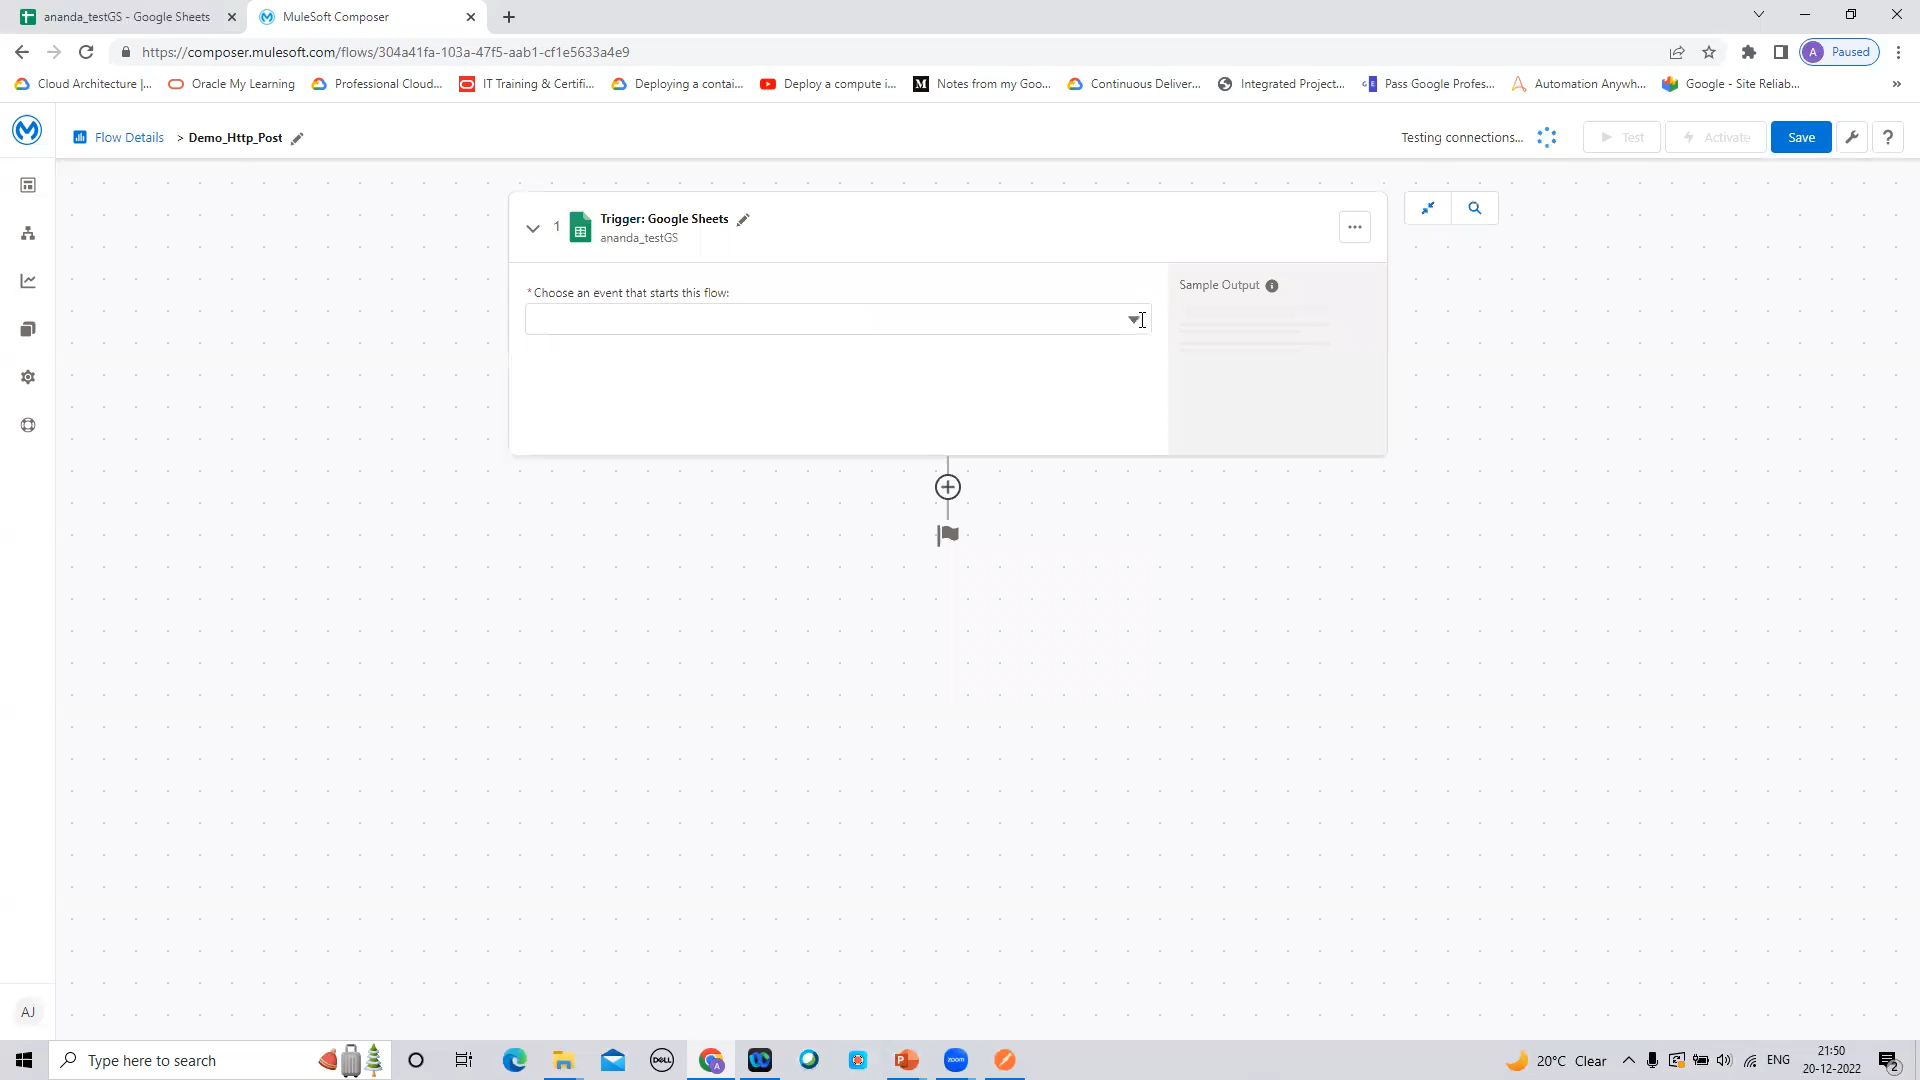 ananda_testGS - Google Sheets
MuleSoft Composer
https://composer.mulesoft.com/flows/304a41fa-103a-47f5-aab1-cf1e5633a4e9
A Paused
Cloud Architecture |...
Oracle My Learning
Professional Cloud...
IT Training & Certifi...
Deploying a contai...
Deploy a compute i...
Notes from my Goo...
Continuous Deliver...
Integrated Project...
Pass Google Profes...
Automation Anywh...
Google - Site Reliab...
»
Flow Details > Demo_Http_Post
Testing connections...
Test
Activate
Save
?
1
Trigger: Google Sheets
ananda_testGS
* Choose an event that starts this flow:
Sample Output
AJ
Type here to search
DELL
zoom
20°C Clear
ENG
21:50
20-12-2022
2